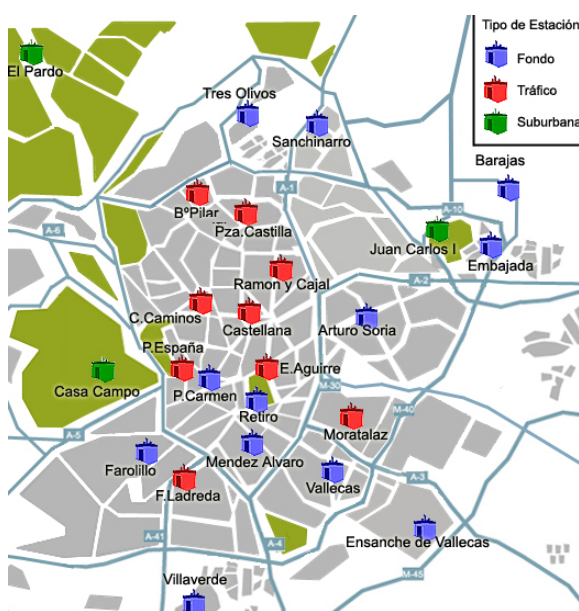 Tipo de Estación
Fondo
Tráfico
Suburbana
El Pardo
Tres Olivos
Sanchinarro
Barajas
A-1
BºPilar
Pza.Castilla
A-10
A-6
Juan Carlos I
Embajada
A-2
Ramon y Cajal
C.Caminos
Castellana
Arturo Soria
P.España
E.Aguirre
Casa Campo
P.Carmen
M-30
Retiro
M-40
Moratalaz
A-5
Mendez Alvaro
Farolillo
Vallecas
A-3
F.Ladreda
A-41
A-4
Ensanche de Vallecas
M-45
Villaverde